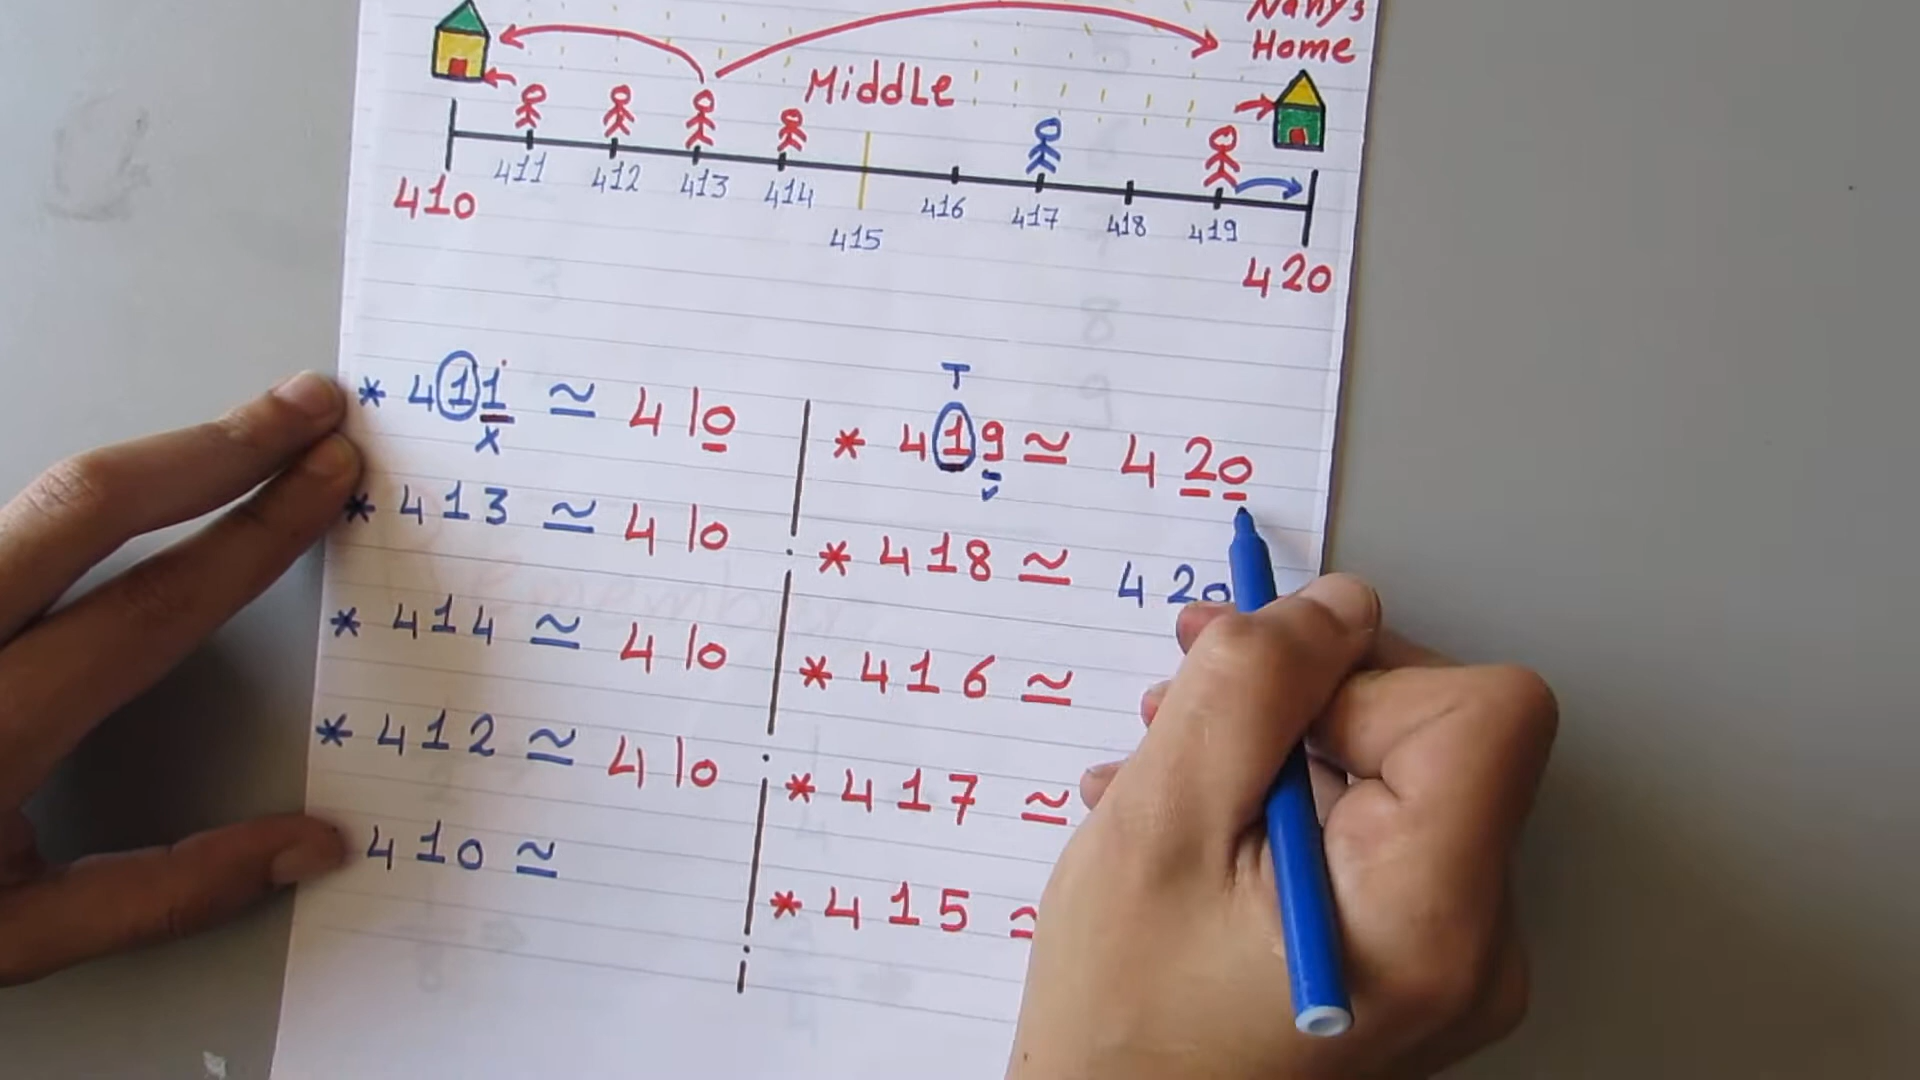 Nany's
Home
Middle
411 412 413 414 416 417 418 419
410 415 420
T
* 411 ≃ 410
x
* 419 ≃ 420
* 413 ≃ 410
* 418 ≃ 420
* 414 ≃ 410
* 416 ≃
* 412 ≃ 410
* 417 ≃
410 ≃
* 415 ≃